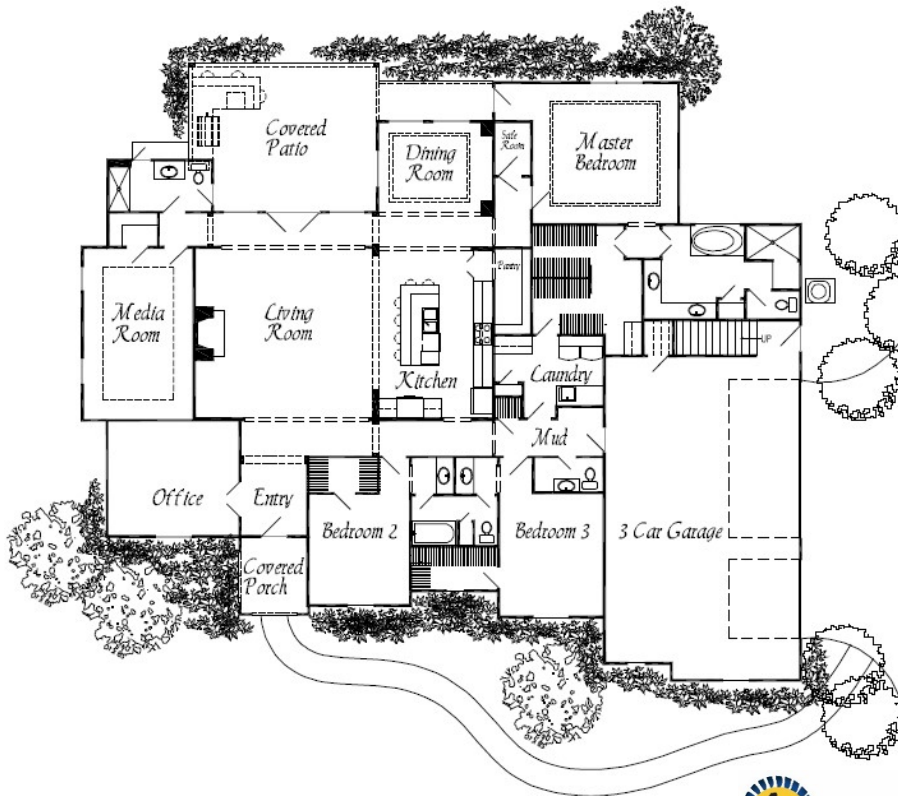 Covered
Patio
Dining
Room
Safe
Room
Master
Bedroom
Media
Room
Living
Room
Pantry
Kitchen
Laundry
UP
Mud
Office
Entry
Bedroom 2
Bedroom 3
3 Car Garage
Covered
Porch